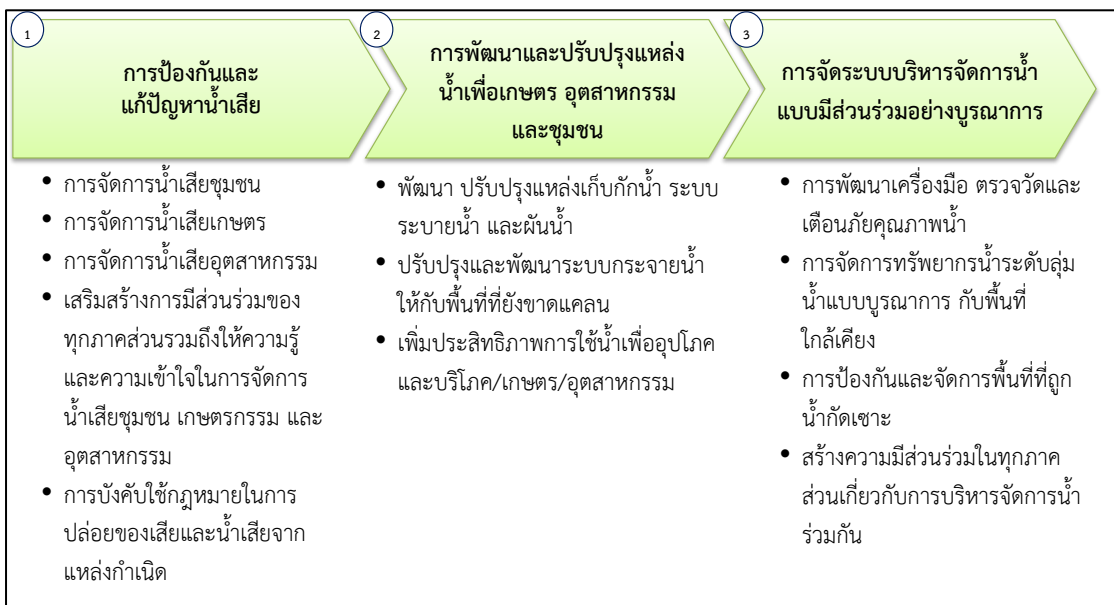 1
การป้องกันและ
แก้ปัญหาน้ำเสีย
• การจัดการน้ำเสียชุมชน
• การจัดการน้ำเสียเกษตร
• การจัดการน้ำเสียอุตสาหกรรม
• เสริมสร้างการมีส่วนร่วมของ
ทุกภาคส่วนรวมถึงให้ความรู้
และความเข้าใจในการจัดการ
น้ำเสียชุมชน เกษตรกรรม และ
อุตสาหกรรม
• การบังคับใช้กฎหมายในการ
ปล่อยของเสียและน้ำเสียจาก
แหล่งกำเนิด
2
การพัฒนาและปรับปรุงแหล่ง
น้ำเพื่อเกษตร อุตสาหกรรม
และชุมชน
• พัฒนา ปรับปรุงแหล่งเก็บกักน้ำ ระบบ
ระบายน้ำ และผันน้ำ
• ปรับปรุงและพัฒนาระบบกระจายน้ำ
ให้กับพื้นที่ที่ยังขาดแคลน
• เพิ่มประสิทธิภาพการใช้น้ำเพื่ออุปโภค
และบริโภค/เกษตร/อุตสาหกรรม
3
การจัดระบบบริหารจัดการน้ำ
แบบมีส่วนร่วมอย่างบูรณาการ
• การพัฒนาเครื่องมือ ตรวจวัดและ
เตือนภัยคุณภาพน้ำ
• การจัดการทรัพยากรน้ำระดับลุ่ม
น้ำแบบบูรณาการ กับพื้นที่
ใกล้เคียง
• การป้องกันและจัดการพื้นที่ที่ถูก
น้ำกัดเซาะ
• สร้างความมีส่วนร่วมในทุกภาค
ส่วนเกี่ยวกับการบริหารจัดการน้ำ
ร่วมกัน